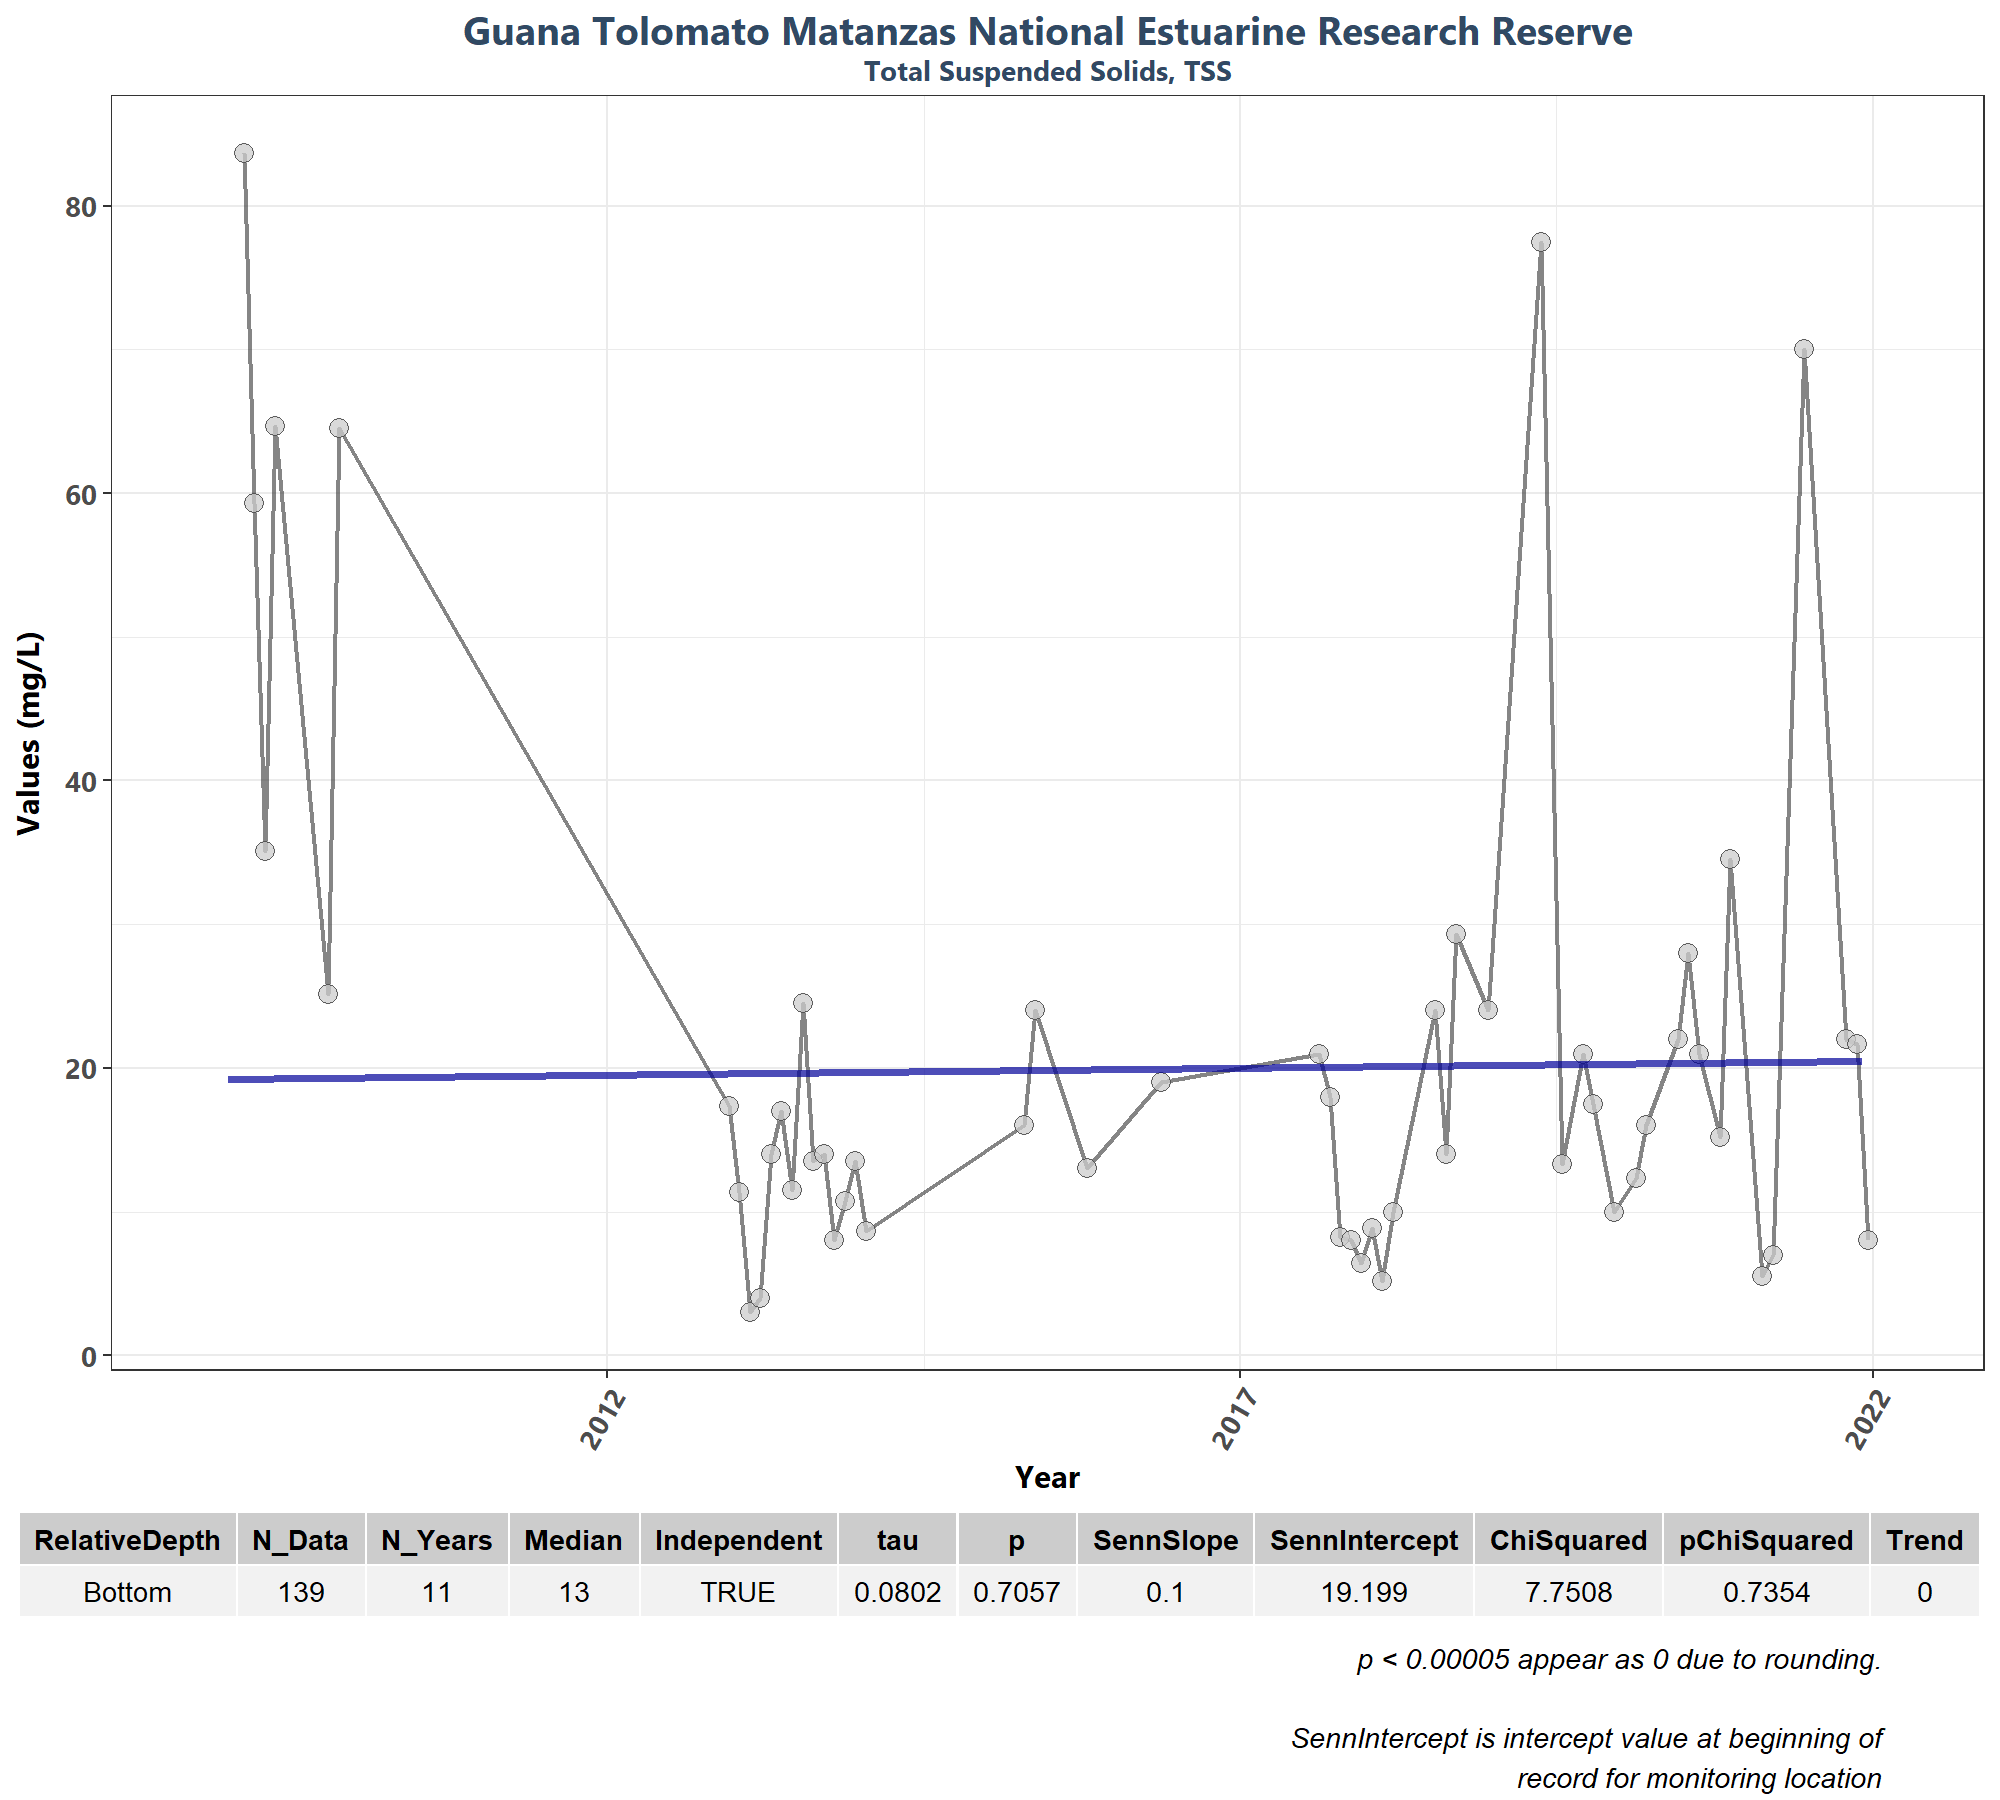 Guana Tolomato Matanzas National Estuarine Research Reserve
Total Suspended Solids, TSS
Values (mg/L)
80
60
40
20
0
2012
2017
2022
Year
RelativeDepth N_Data N_Years Median Independent tau p SennSlope SennIntercept ChiSquared pChiSquared Trend
Bottom 139 11 13 TRUE 0.0802 0.7057 0.1 19.199 7.7508 0.7354 0
p < 0.00005 appear as 0 due to rounding.
SennIntercept is intercept value at beginning of
record for monitoring location